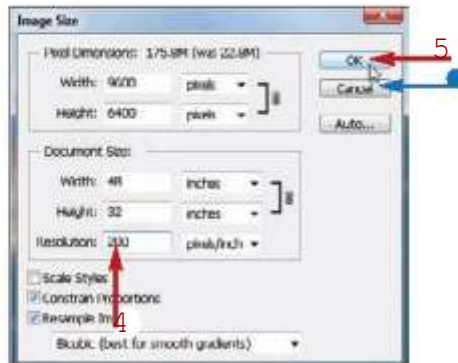 Image Size
Pixel Dimensions: 175.8M (was 22.8M)
Width: 9600 pixels
Height: 6400 pixels
Document Size:
Width: 48 inches
Height: 32 inches
Resolution: 200 pixels/inch
Scale Styles
Constrain Proportions
Resample
Bicubic (best for smooth gradients)
OK
Cancel
Auto...
5
4